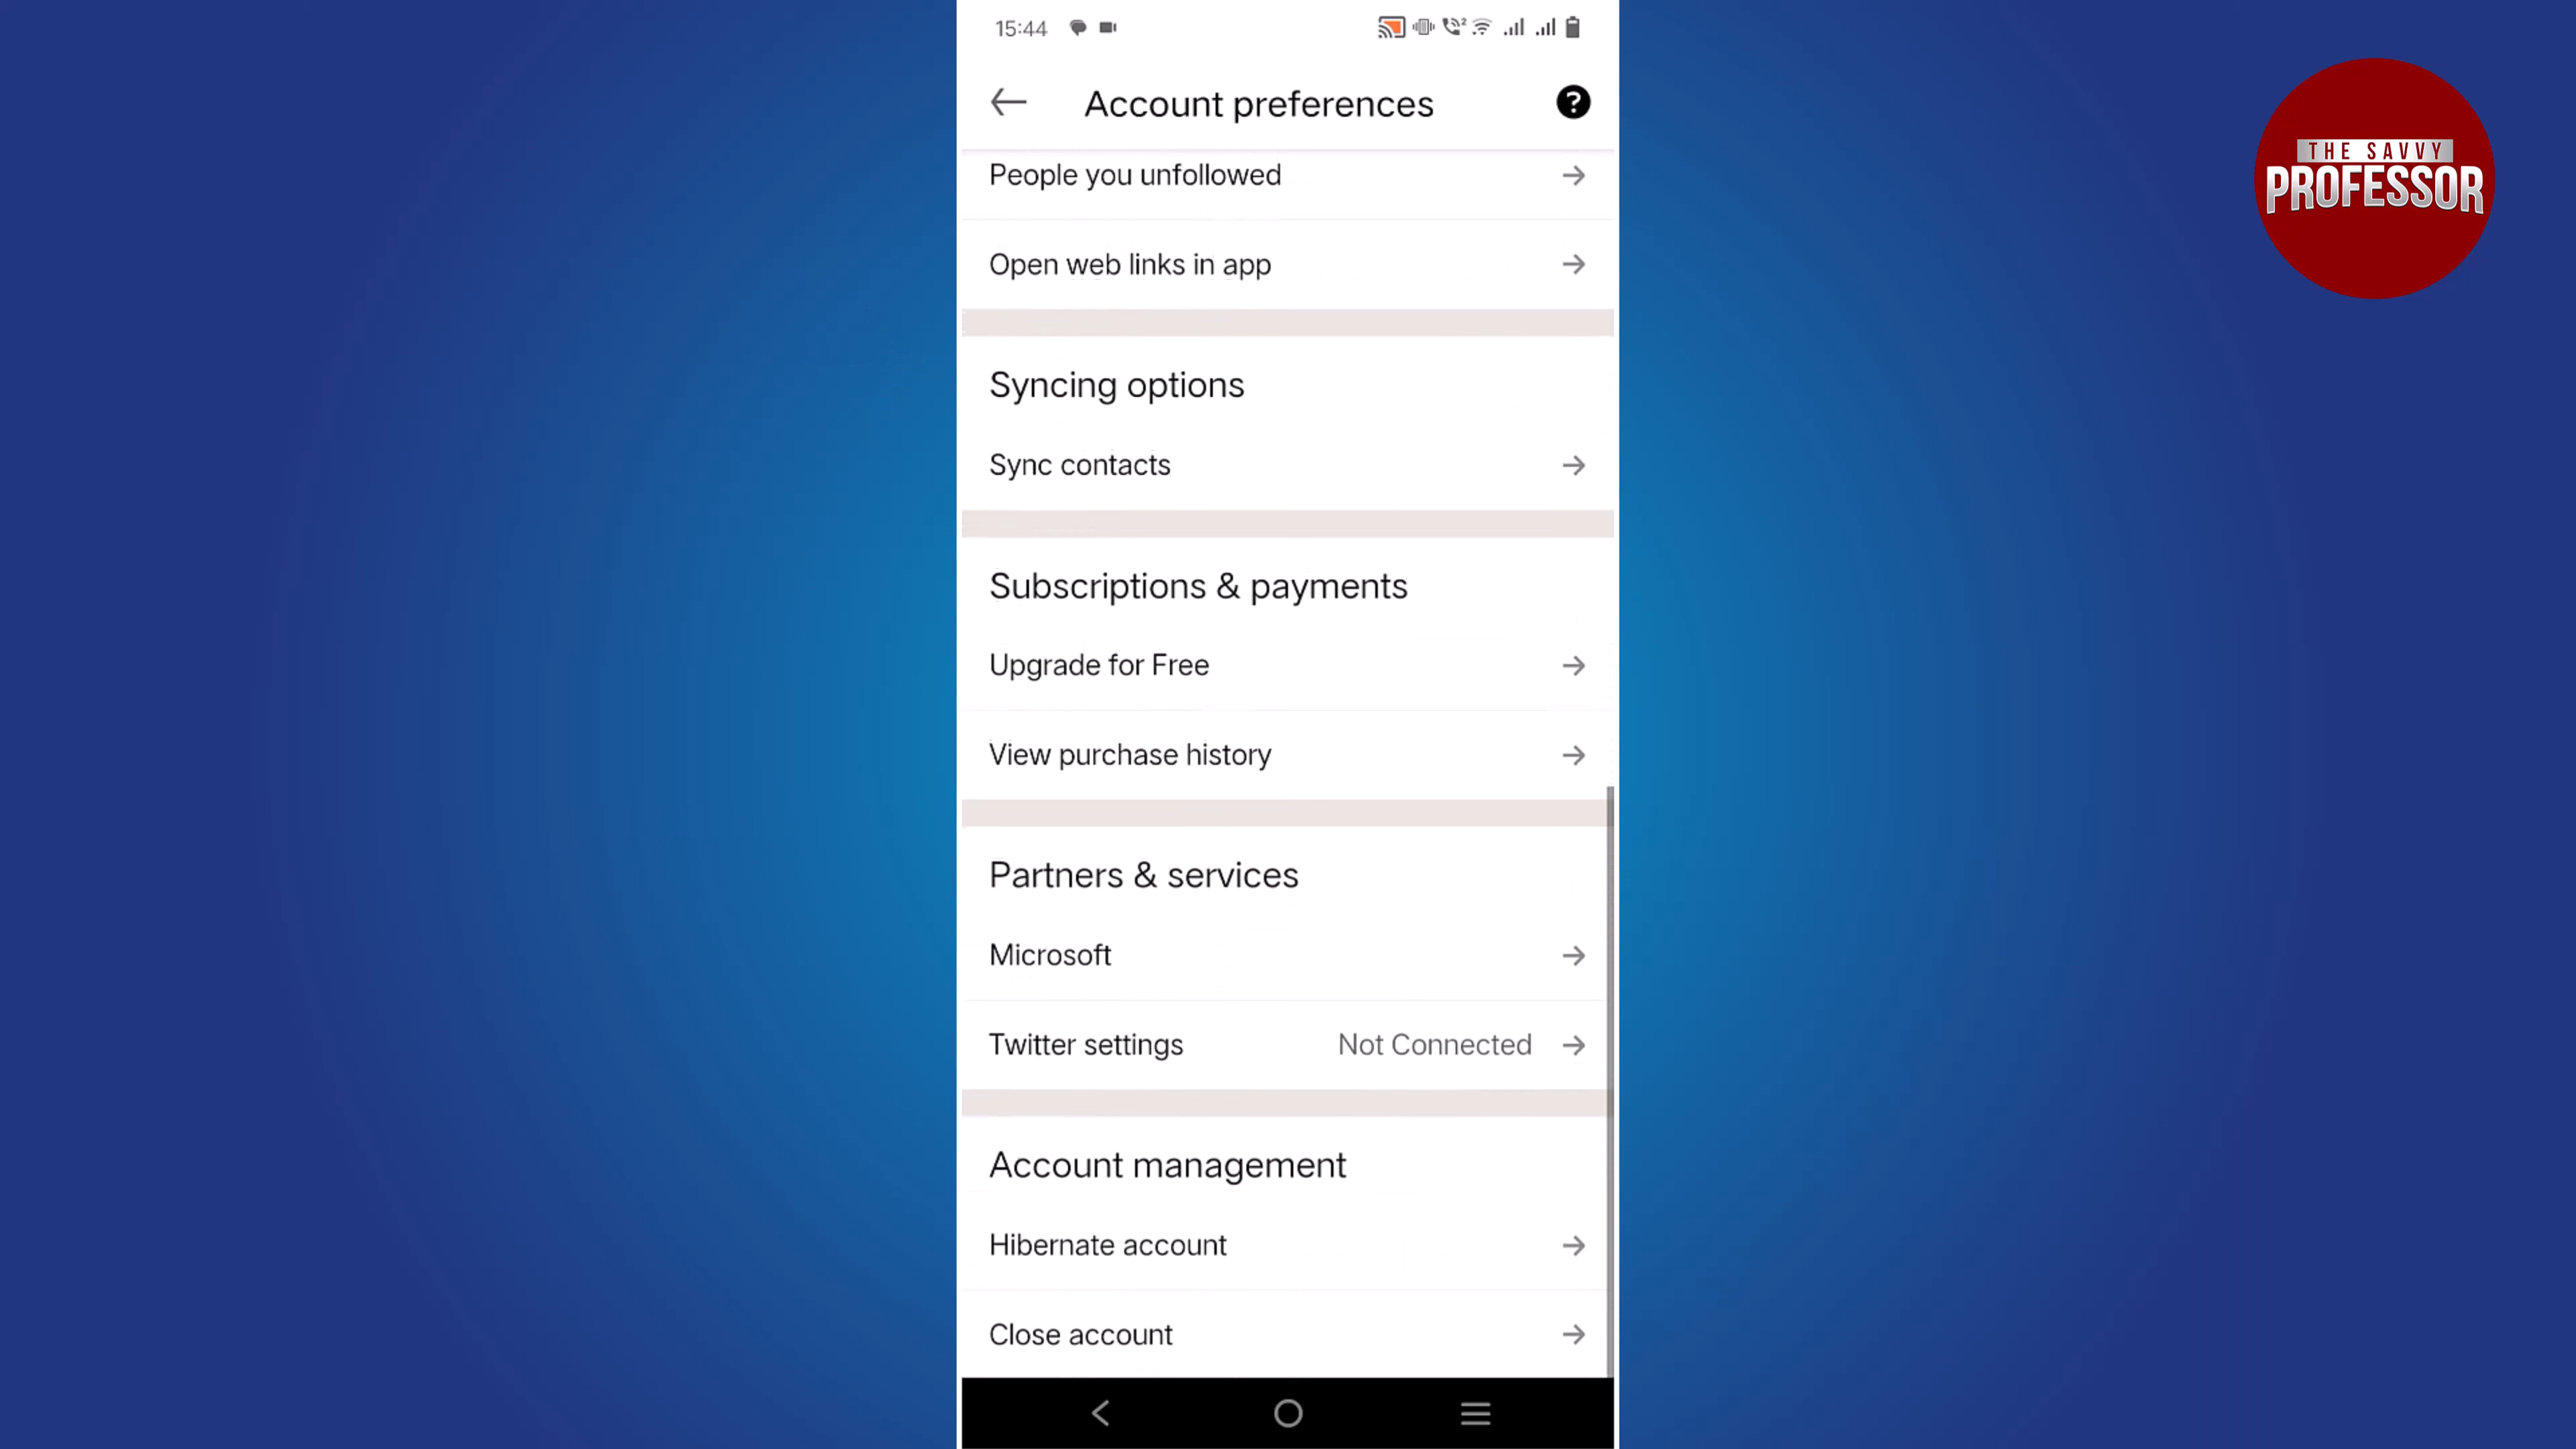 15:44
Account preferences
People you unfollowed
Open web links in app
Syncing options
Sync contacts
Subscriptions & payments
Upgrade for Free
View purchase history
Partners & services
Microsoft
Twitter settings Not Connected
Account management
Hibernate account
Close account
THE SAVVY
PROFESSOR